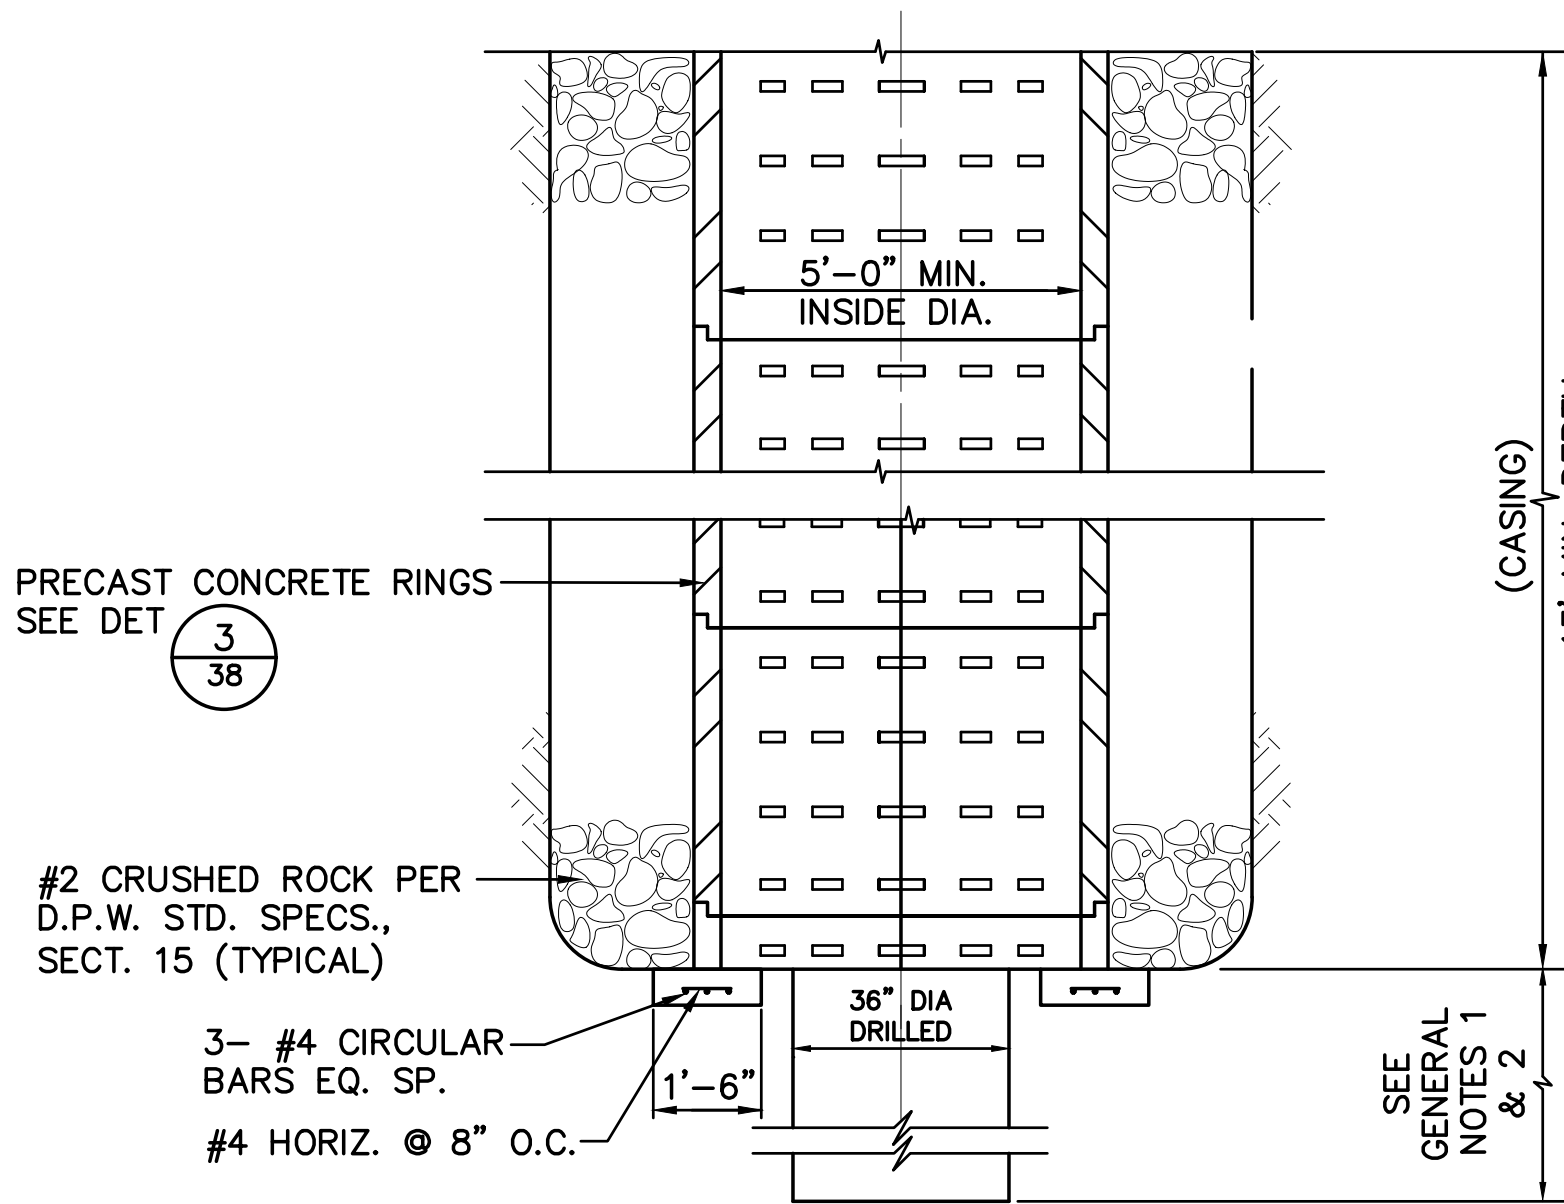 5'-0" MIN.
INSIDE DIA.
(CASING)
PRECAST CONCRETE RINGS
SEE DET
3
38
#2 CRUSHED ROCK PER
D.P.W. STD. SPECS.,
SECT. 15 (TYPICAL)
36" DIA
DRILLED
3- #4 CIRCULAR
BARS EQ. SP.
1'-6"
#4 HORIZ. @ 8" O.C.
SEE
GENERAL
NOTES 1
& 2